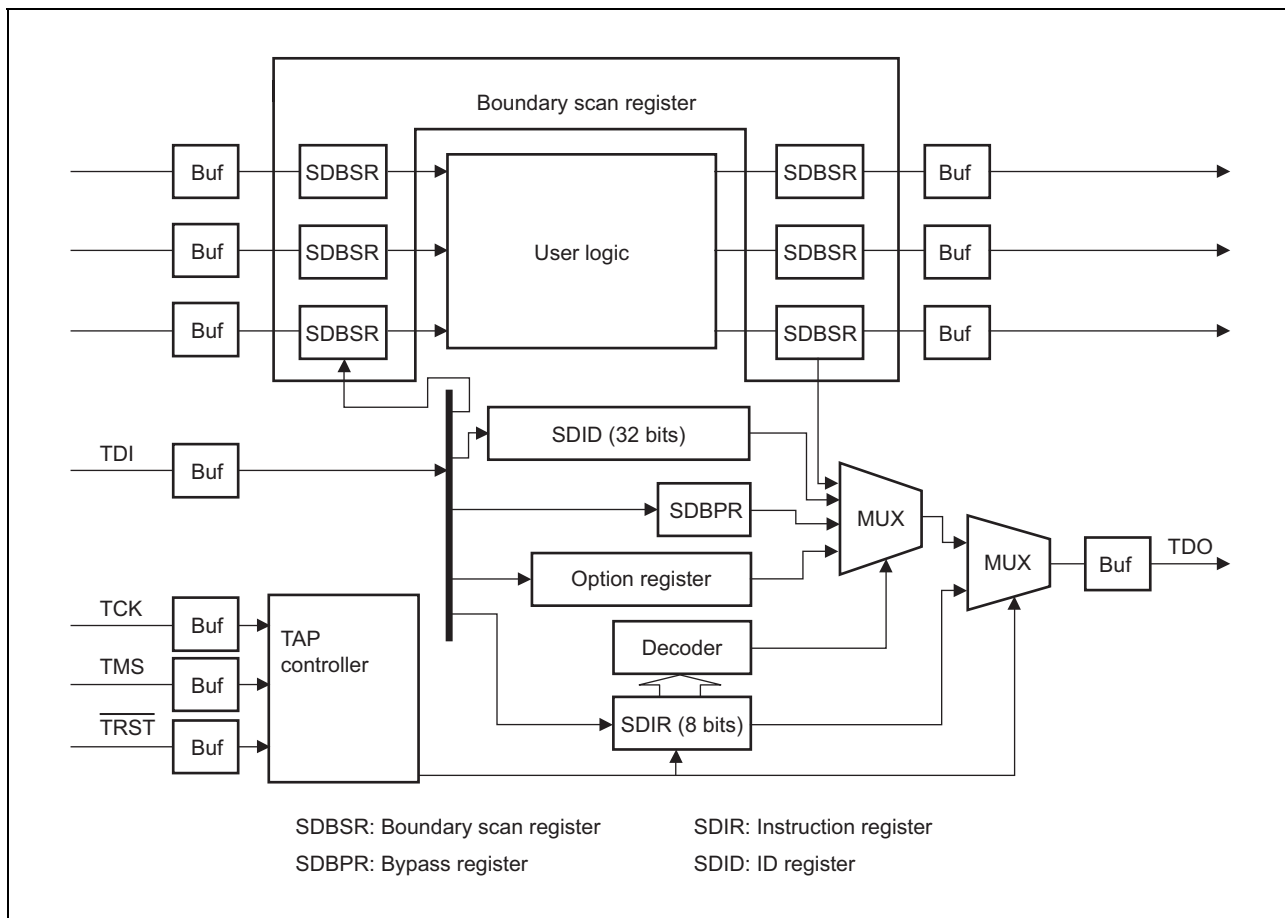 Boundary scan register
Buf SDBSR SDBSR Buf
Buf SDBSR User logic SDBSR Buf
Buf SDBSR SDBSR Buf
TDI Buf SDID (32 bits)
SDBPR MUX
MUX Buf TDO
Option register
TCK Buf TAP
controller
Decoder
TMS Buf
TRST Buf SDIR (8 bits)
SDBSR: Boundary scan register SDIR: Instruction register
SDBPR: Bypass register SDID: ID register